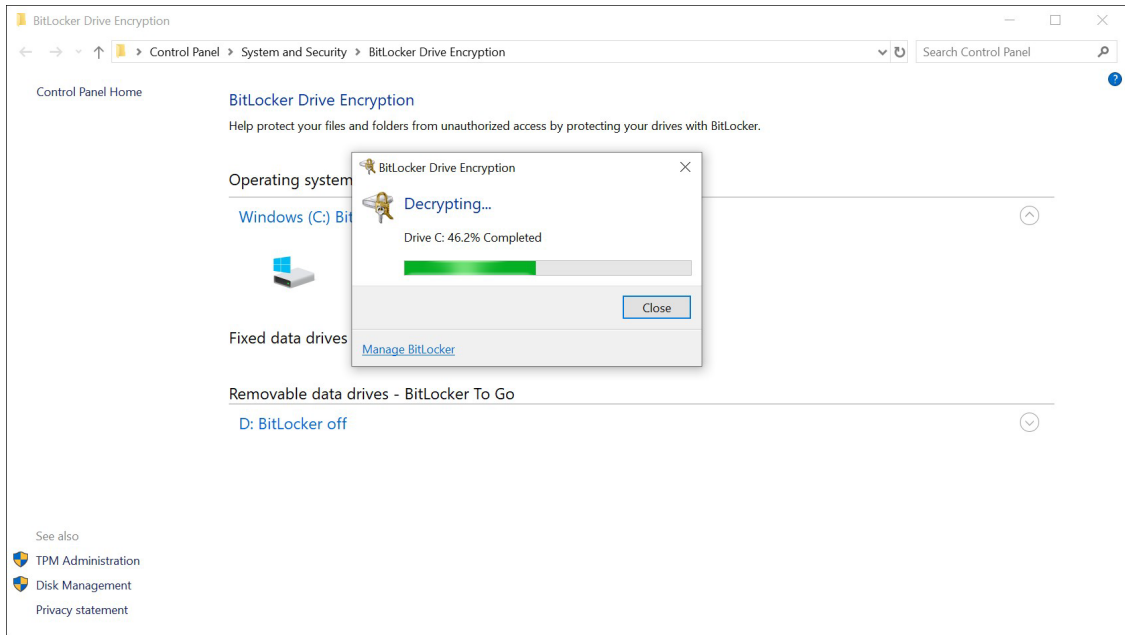 BitLocker Drive Encryption
Control Panel > System and Security > BitLocker Drive Encryption
Search Control Panel
?
Control Panel Home
BitLocker Drive Encryption
Help protect your files and folders from unauthorized access by protecting your drives with BitLocker.
Operating system
Windows (C:) Bit
BitLocker Drive Encryption
Decrypting...
Drive C: 46.2% Completed
Close
Manage BitLocker
Fixed data drives
Removable data drives - BitLocker To Go
D: BitLocker off
See also
TPM Administration
Disk Management
Privacy statement